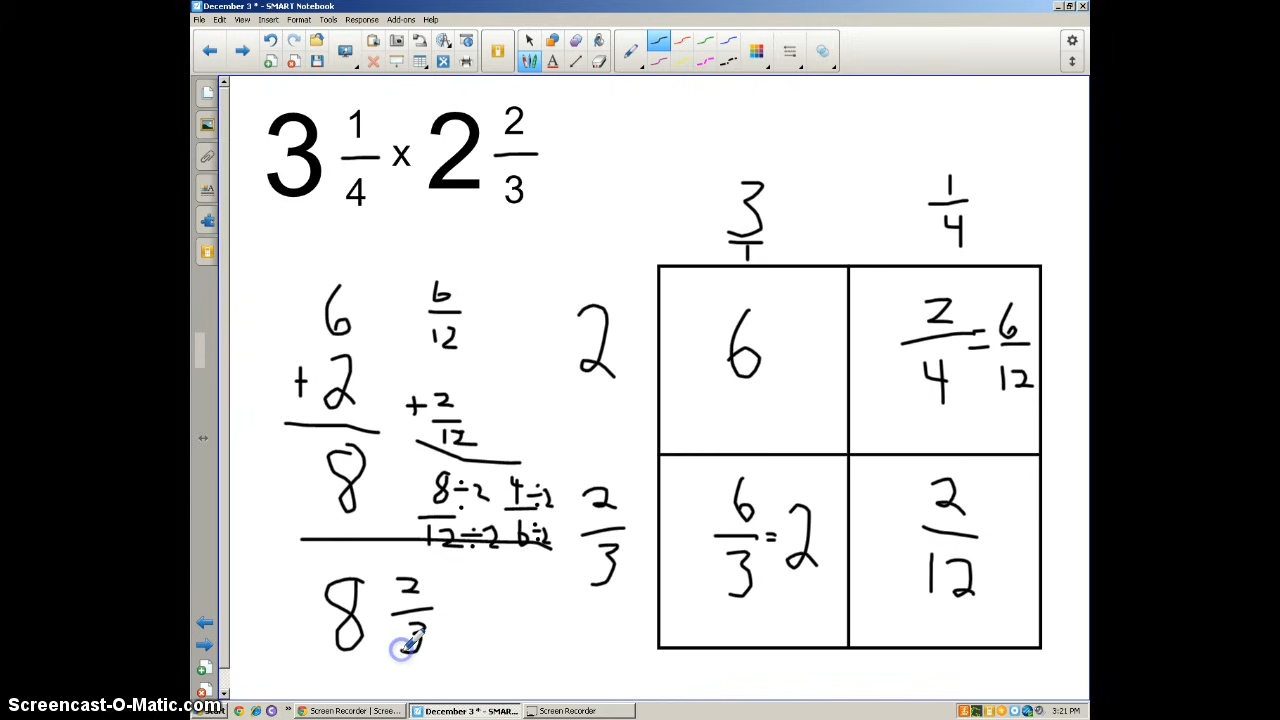 December 3 * - SMART Notebook
File Edit View Insert Format Tools Response Add-ons Help
3 1/4 x 2 2/3
3/1 1/4
6 6/12 2 6 2/4 = 6/12
+ 2 + 2/12
8 8÷2/12÷2 4÷2/6÷2 2/3 6/3 = 2 2/12
8 2/3
Screencast-O-Matic.com
Start Screen Recorder | Scre... December 3 * - SMAR... Screen Recorder 3:21 PM